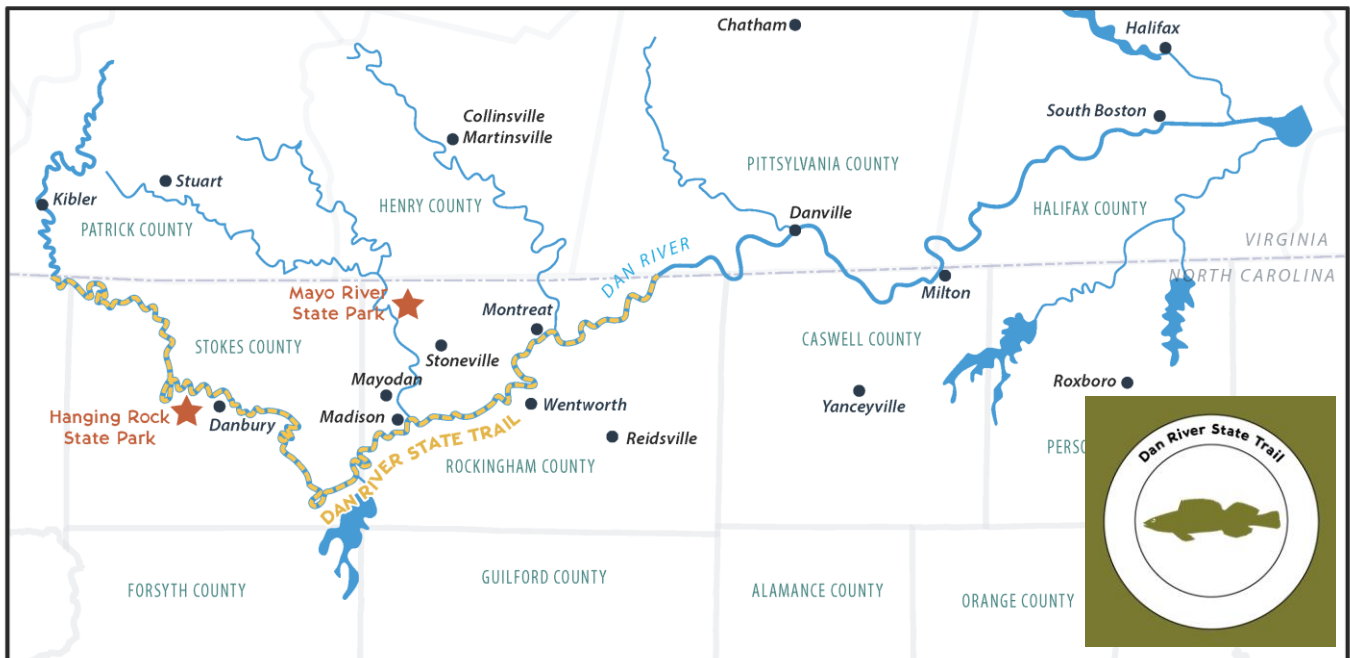 Chatham
Halifax
Collinsville
Martinsville
South Boston
PITTSYLVANIA COUNTY
Stuart
Kibler
HENRY COUNTY
PATRICK COUNTY
Danville
HALIFAX COUNTY
DAN RIVER
VIRGINIA
NORTH CAROLINA
Mayo River
State Park
Milton
Montreat
STOKES COUNTY
Stoneville
CASWELL COUNTY
Mayodan
Roxboro
Hanging Rock
State Park
Danbury
Madison
Wentworth
Yanceyville
DAN RIVER STATE TRAIL
Reidsville
ROCKINGHAM COUNTY
Dan River State Trail
FORSYTH COUNTY
GUILFORD COUNTY
ALAMANCE COUNTY
ORANGE COUNTY